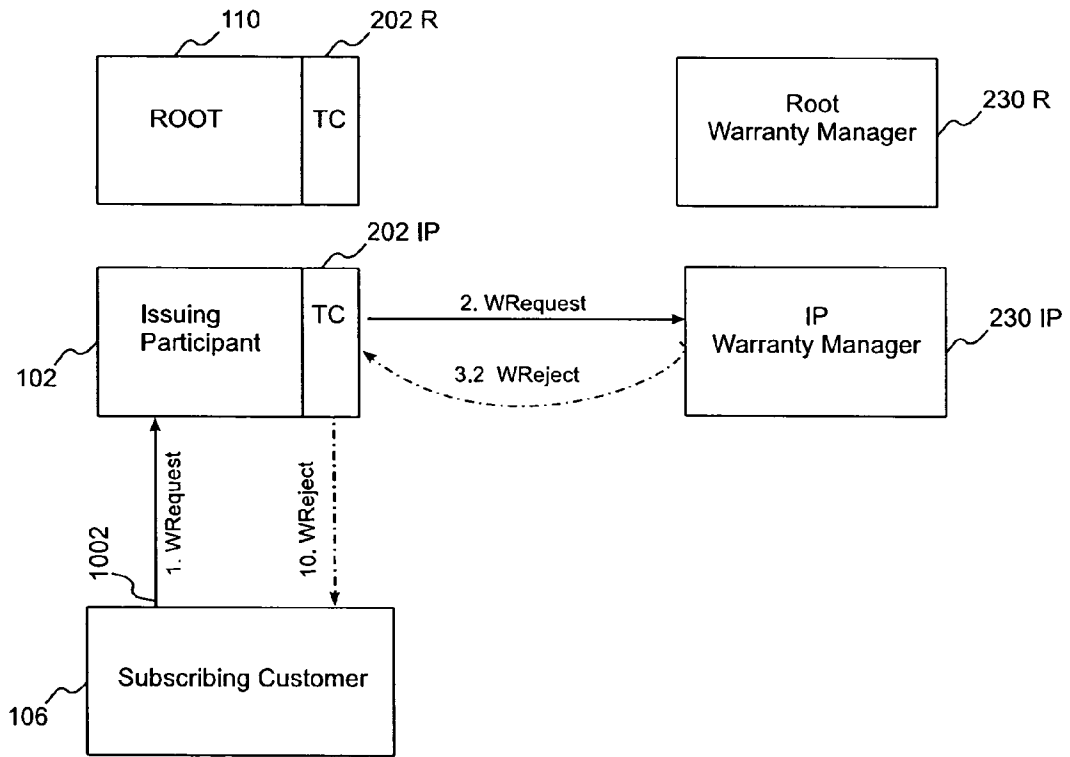 110
202 R
ROOT
TC
Root
Warranty Manager
230 R
202 IP
Issuing
Participant
TC
2. WRequest
IP
Warranty Manager
230 IP
102
3.2 WReject
1. WRequest
10. WReject
1002
Subscribing Customer
106